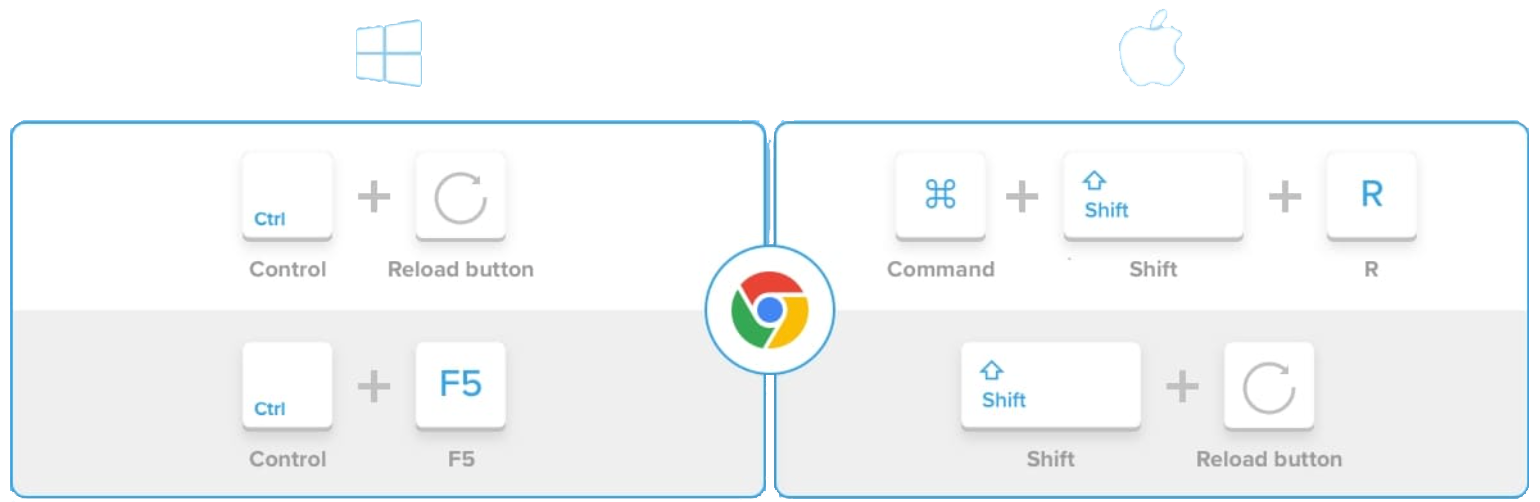 Ctrl
Control
Reload button
Ctrl
F5
Control
F5
⌘
Shift
R
Command
Shift
R
Shift
Shift
Reload button